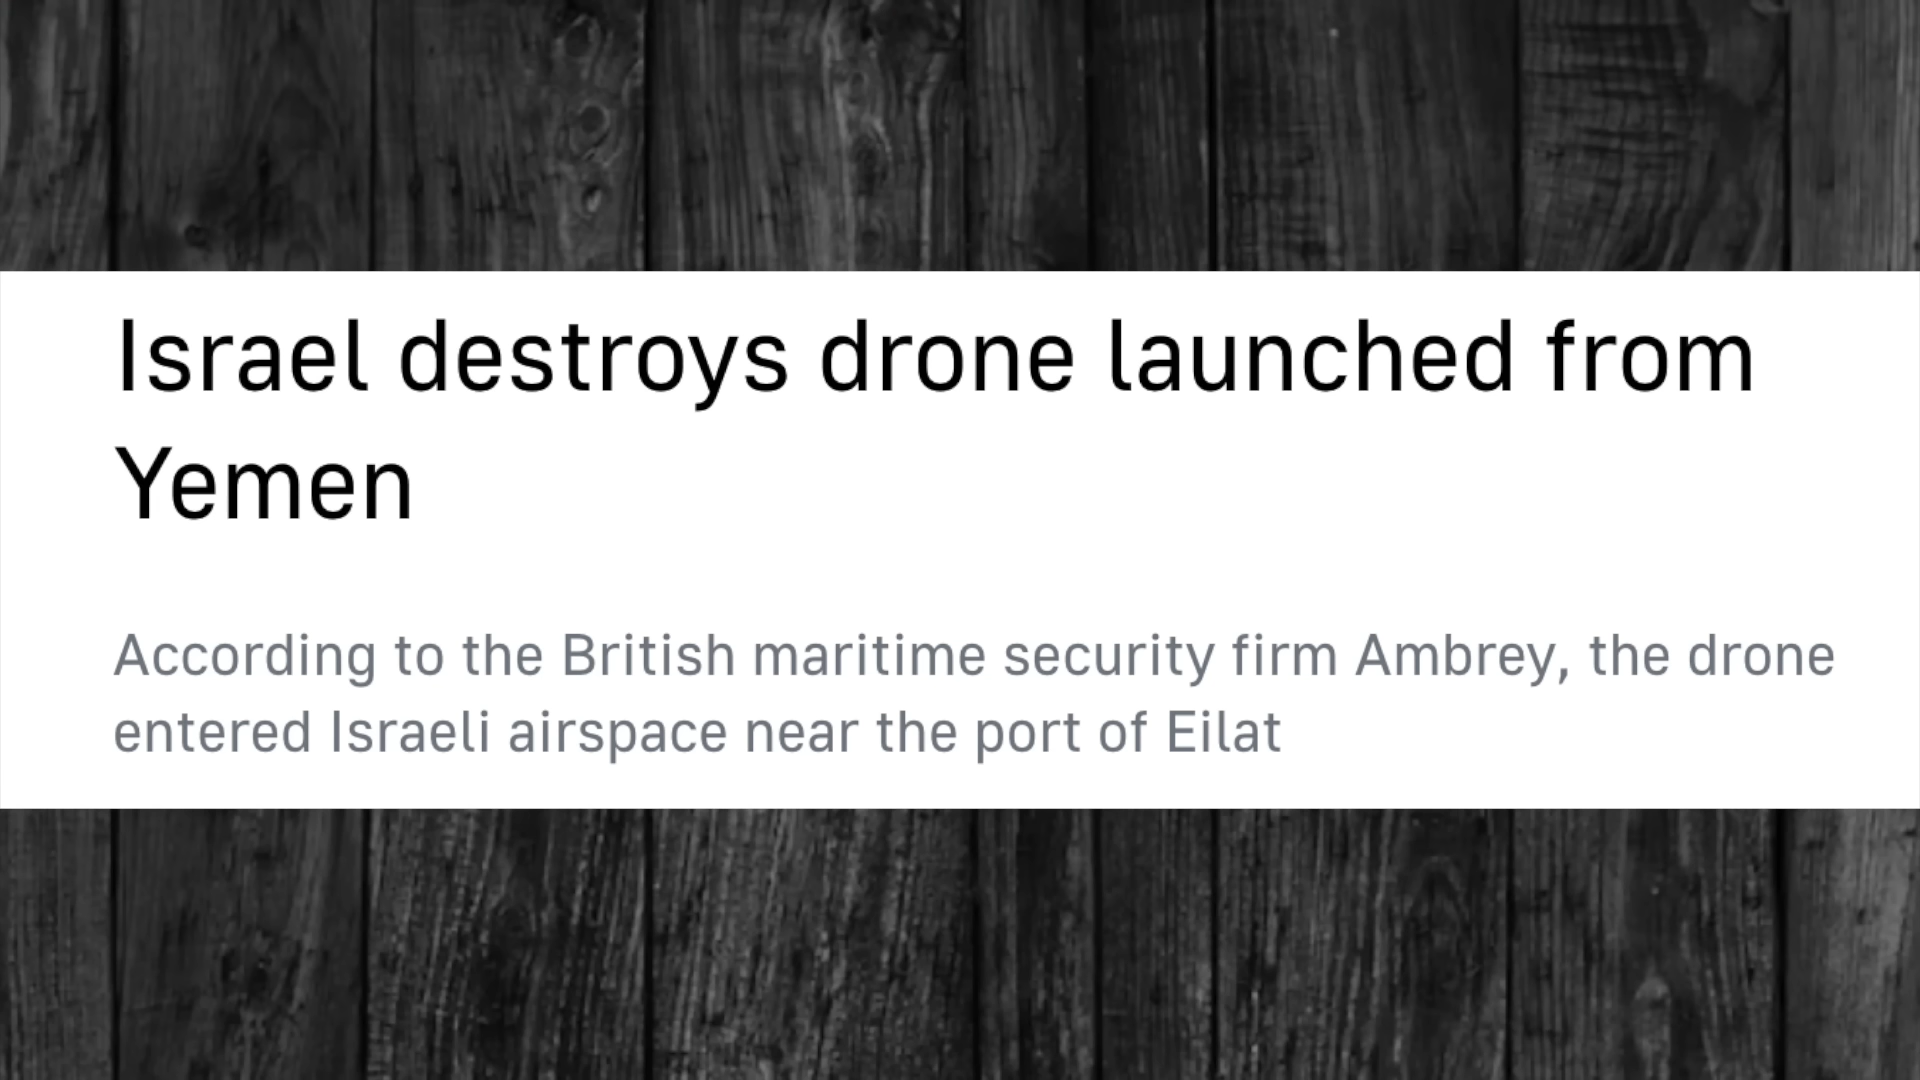 Israel destroys drone launched from
Yemen
According to the British maritime security firm Ambrey, the drone
entered Israeli airspace near the port of Eilat